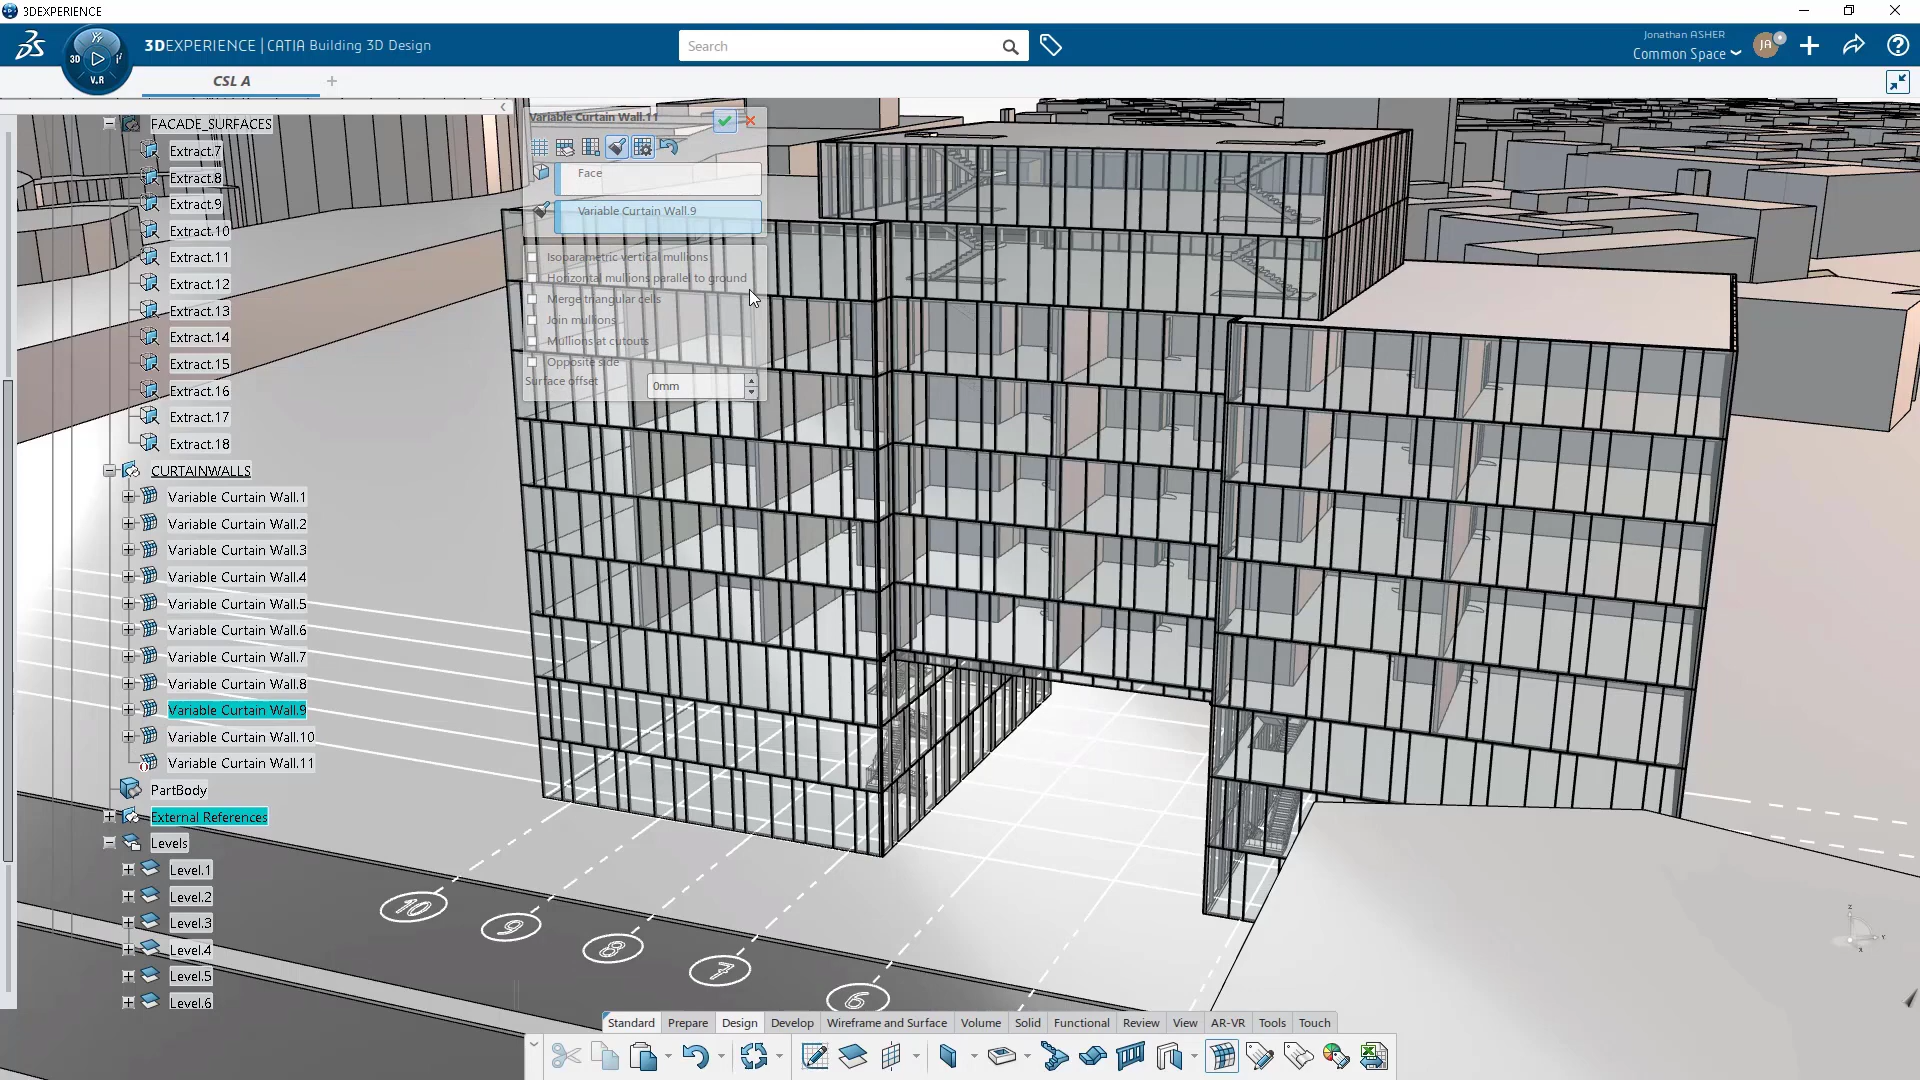 3DEXPERIENCE
3DEXPERIENCE | CATIA Building 3D Design
3D
V.R
Search
Jonathan ASHER
Common Space
JA
CSL A
FACADE_SURFACES
Extract.7
Extract.8
Extract.9
Extract.10
Extract.11
Extract.12
Extract.13
Extract.14
Extract.15
Extract.16
Extract.17
Extract.18
CURTAINWALLS
Variable Curtain Wall.1
Variable Curtain Wall.2
Variable Curtain Wall.3
Variable Curtain Wall.4
Variable Curtain Wall.5
Variable Curtain Wall.6
Variable Curtain Wall.7
Variable Curtain Wall.8
Variable Curtain Wall.9
Variable Curtain Wall.10
Variable Curtain Wall.11
PartBody
External References
Levels
Level.1
Level.2
Level.3
Level.4
Level.5
Level.6
Variable Curtain Wall.11
Face
Variable Curtain Wall.9
Isoparametric vertical mullions
Horizontal mullions parallel to ground
Merge triangular cells
Join mullions
Mullions at cutouts
Opposite side
Surface offset
0mm
10
9
8
7
6
Standard
Prepare
Design
Develop
Wireframe and Surface
Volume
Solid
Functional
Review
View
AR-VR
Tools
Touch